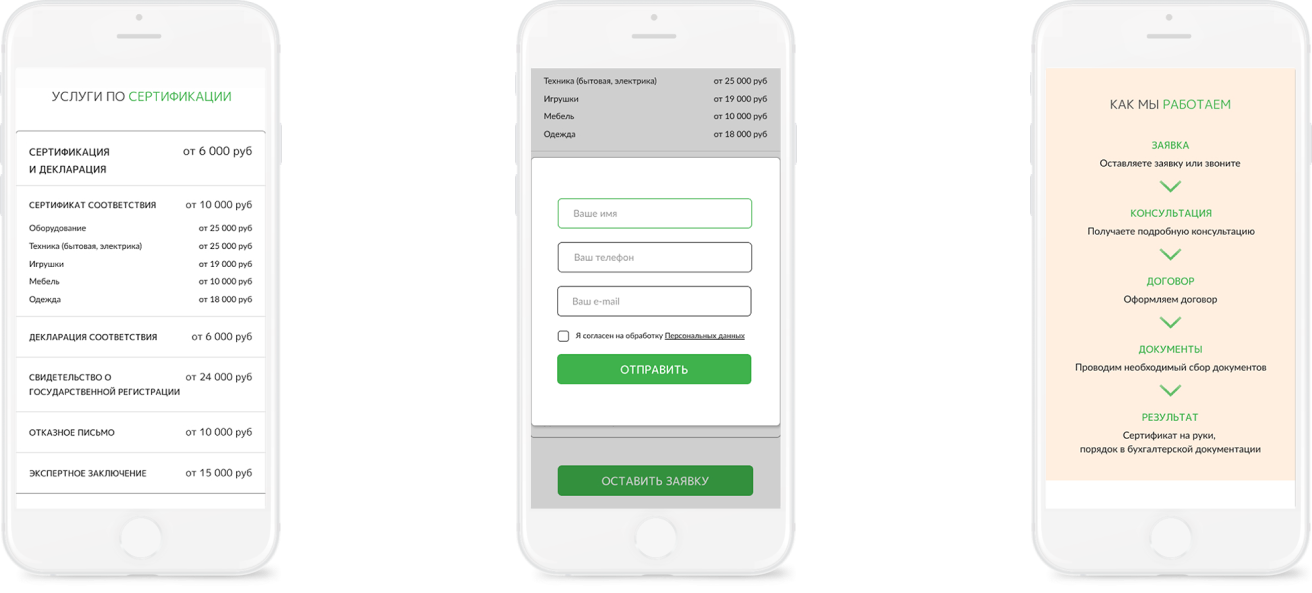 УСЛУГИ ПО СЕРТИФИКАЦИИ
СЕРТИФИКАЦИЯ
И ДЕКЛАРАЦИЯ
от 6 000 руб
СЕРТИФИКАТ СООТВЕТСТВИЯ от 10 000 руб
Оборудование от 25 000 руб
Техника (бытовая, электрика) от 25 000 руб
Игрушки от 19 000 руб
Мебель от 10 000 руб
Одежда от 18 000 руб
ДЕКЛАРАЦИЯ СООТВЕТСТВИЯ от 6 000 руб
СВИДЕТЕЛЬСТВО О
ГОСУДАРСТВЕННОЙ РЕГИСТРАЦИИ
от 24 000 руб
ОТКАЗНОЕ ПИСЬМО от 10 000 руб
ЭКСПЕРТНОЕ ЗАКЛЮЧЕНИЕ от 15 000 руб
Техника (бытовая, электрика) от 25 000 руб
Игрушки от 19 000 руб
Мебель от 10 000 руб
Одежда от 18 000 руб
Ваше имя
Ваш телефон
Ваш e-mail
Я согласен на обработку Персональных данных
ОТПРАВИТЬ
ОСТАВИТЬ ЗАЯВКУ
КАК МЫ РАБОТАЕМ
ЗАЯВКА
Оставляете заявку или звоните
КОНСУЛЬТАЦИЯ
Получаете подробную консультацию
ДОГОВОР
Оформляем договор
ДОКУМЕНТЫ
Проводим необходимый сбор документов
РЕЗУЛЬТАТ
Сертификат на руки,
порядок в бухгалтерской документации